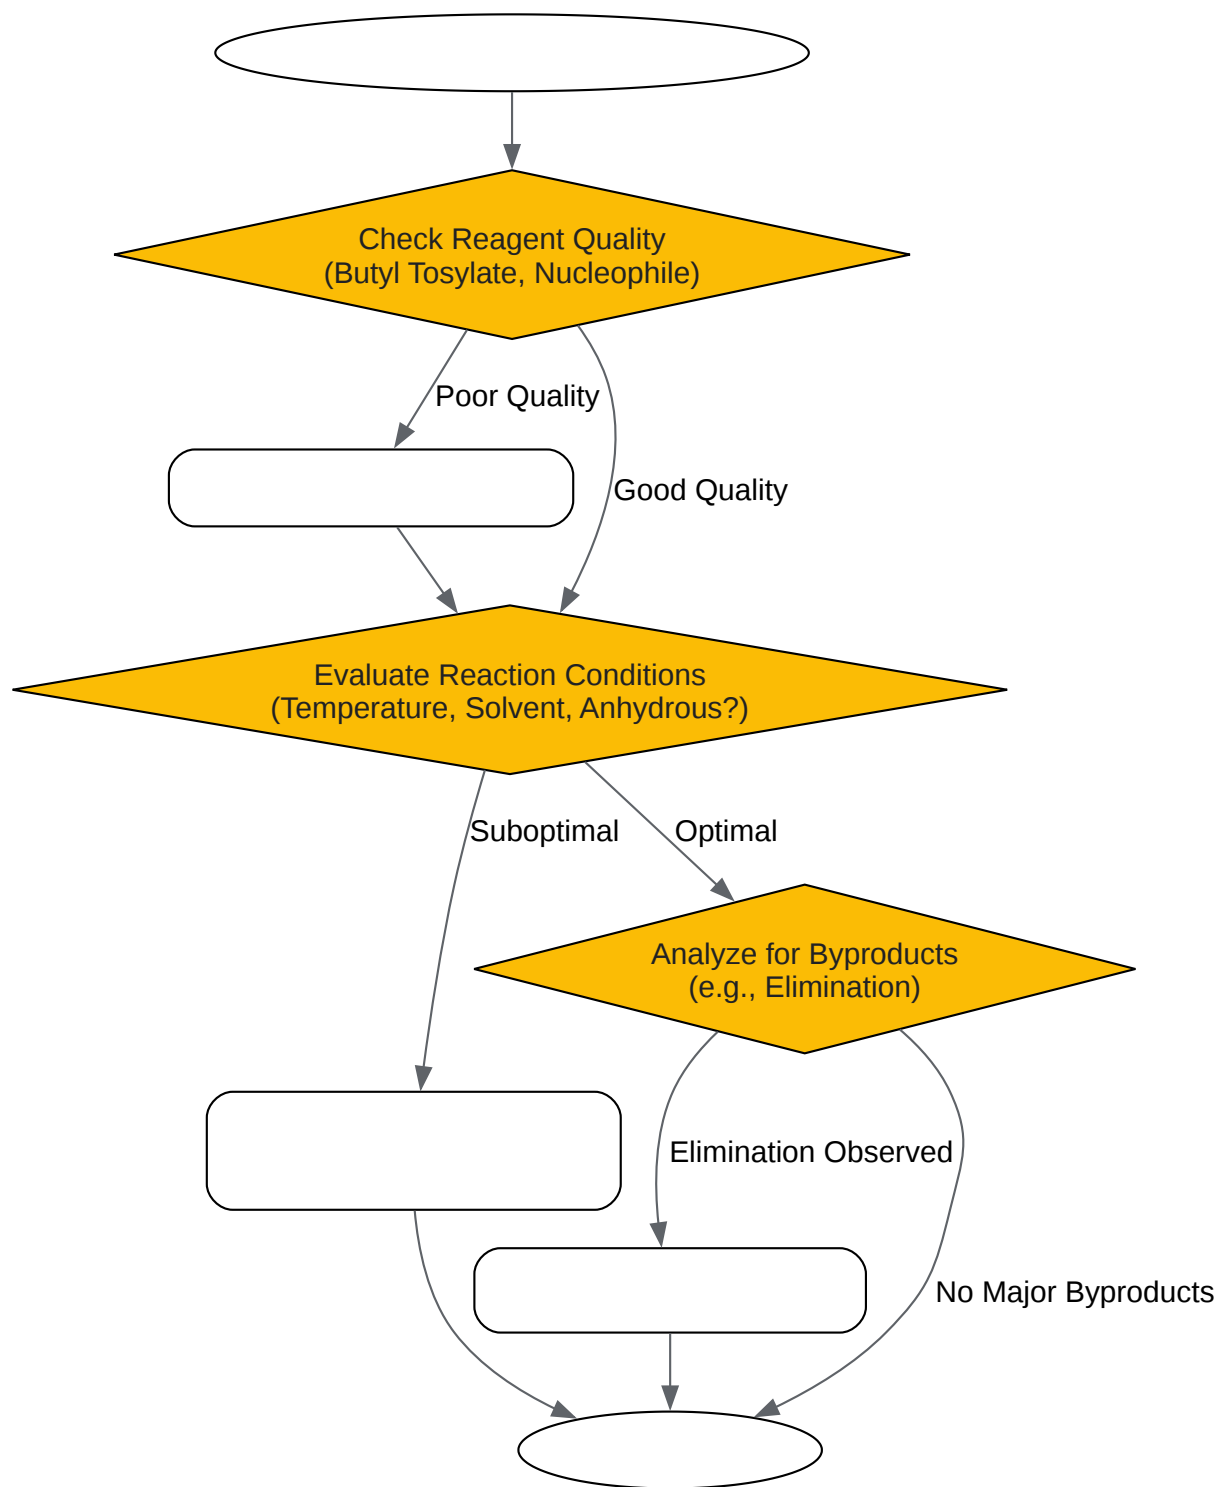 Check Reagent Quality
(Butyl Tosylate, Nucleophile)
Poor Quality
Good Quality
Evaluate Reaction Conditions
(Temperature, Solvent, Anhydrous?)
Suboptimal
Optimal
Analyze for Byproducts
(e.g., Elimination)
Elimination Observed
No Major Byproducts